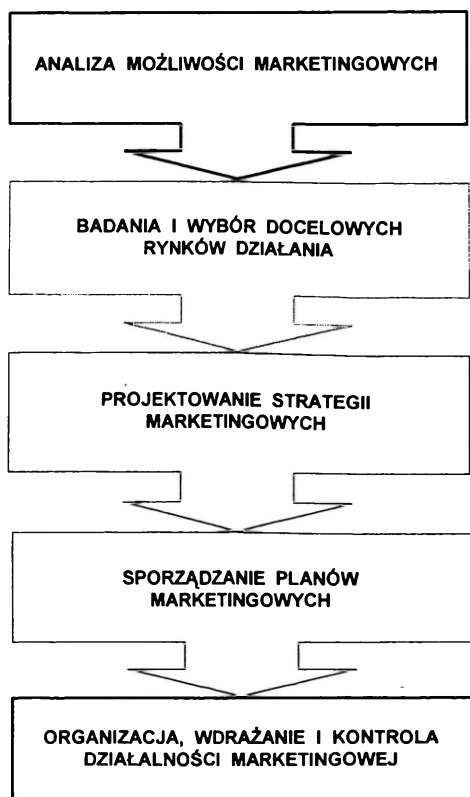 ANALIZA MOŻLIWOŚCI MARKETINGOWYCH
BADANIA I WYBÓR DOCELOWYCH
RYNKÓW DZIAŁANIA
PROJEKTOWANIE STRATEGII
MARKETINGOWYCH
SPORZĄDZANIE PLANÓW
MARKETINGOWYCH
ORGANIZACJA, WDRAŻANIE I KONTROLA
DZIAŁALNOŚCI MARKETINGOWEJ